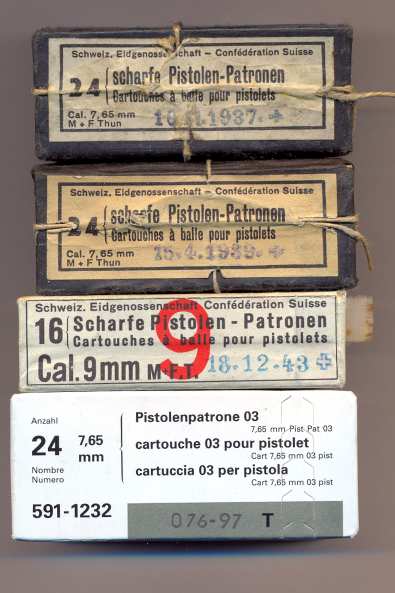 Schweiz. Eidgenossenschaft – Confédération Suisse
24 scharfe Pistolen-Patronen
Cartouches à balle pour pistolets
Cal. 7,65 mm
M + F Thun
1937. +
Schweiz. Eidgenossenschaft – Confédération Suisse
24 scharfe Pistolen-Patronen
Cartouches à balle pour pistolets
Cal. 7,65 mm
M + F Thun
Schweiz. Eidgenossenschaft Confédération Suisse
16 Scharfe Pistolen - Patronen
Cartouches à balle pour pistolets
9
Cal. 9mm M+F.T. 18.12.43 +
Anzahl
24 7,65 mm
Nombre
Numero
591-1232
Pistolenpatrone 03
7,65 mm Pist Pat 03
cartouche 03 pour pistolet
Cart 7,65 mm 03 pist
cartuccia 03 per pistola
Cart 7,65 mm 03 pist
076-97 T